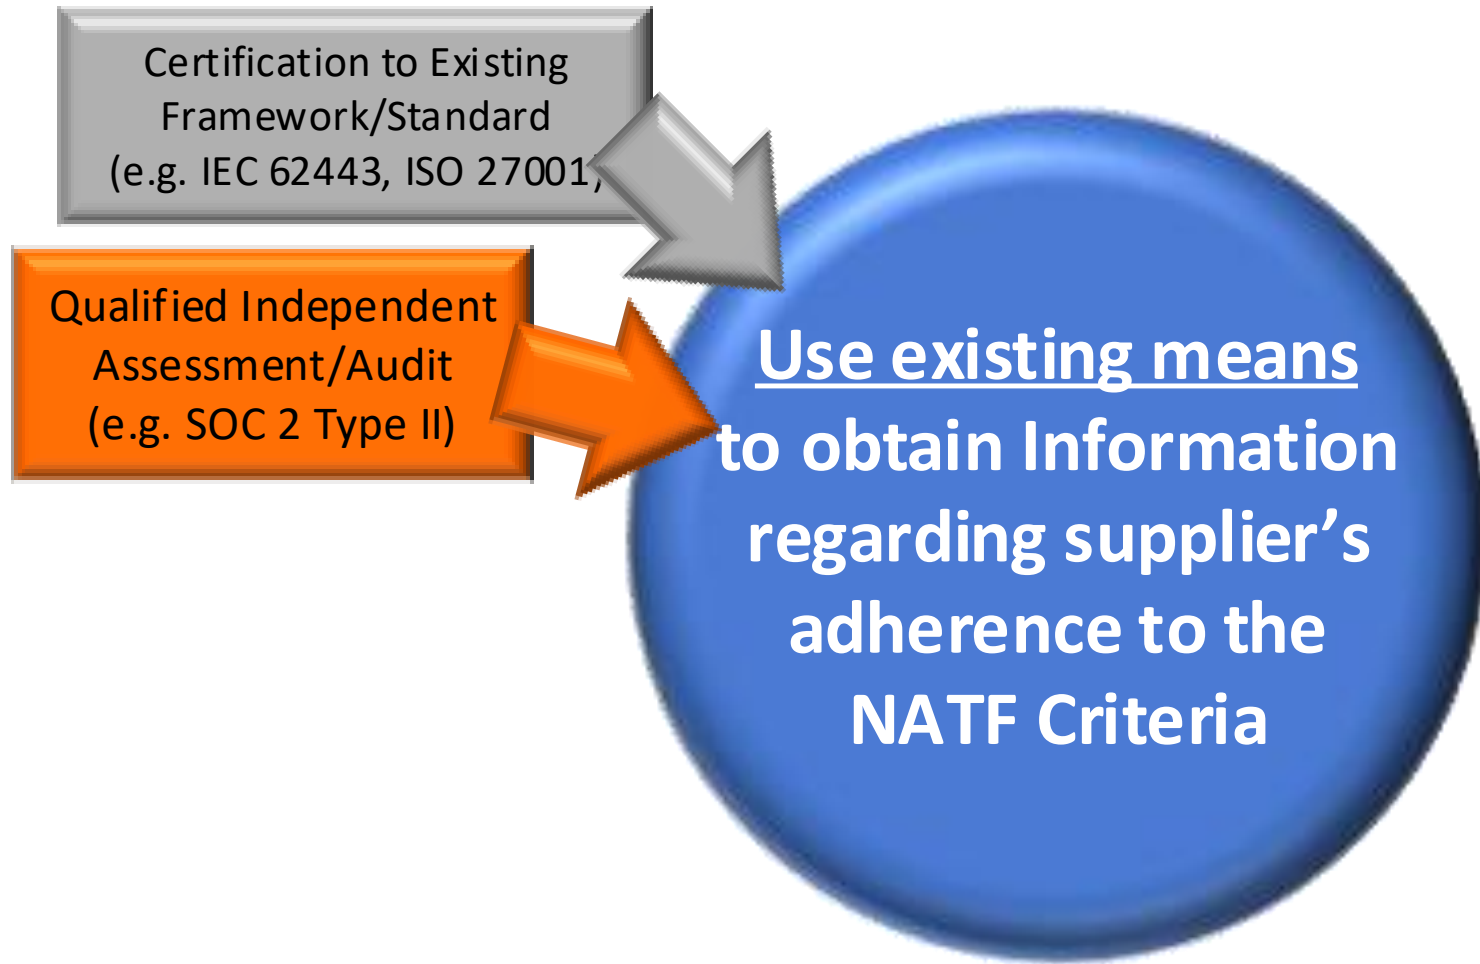 Certification to Existing
Framework/Standard
(e.g. IEC 62443, ISO 27001)
Qualified Independent
Assessment/Audit
(e.g. SOC 2 Type II)
Use existing means
to obtain Information
regarding supplier’s
adherence to the
NATF Criteria